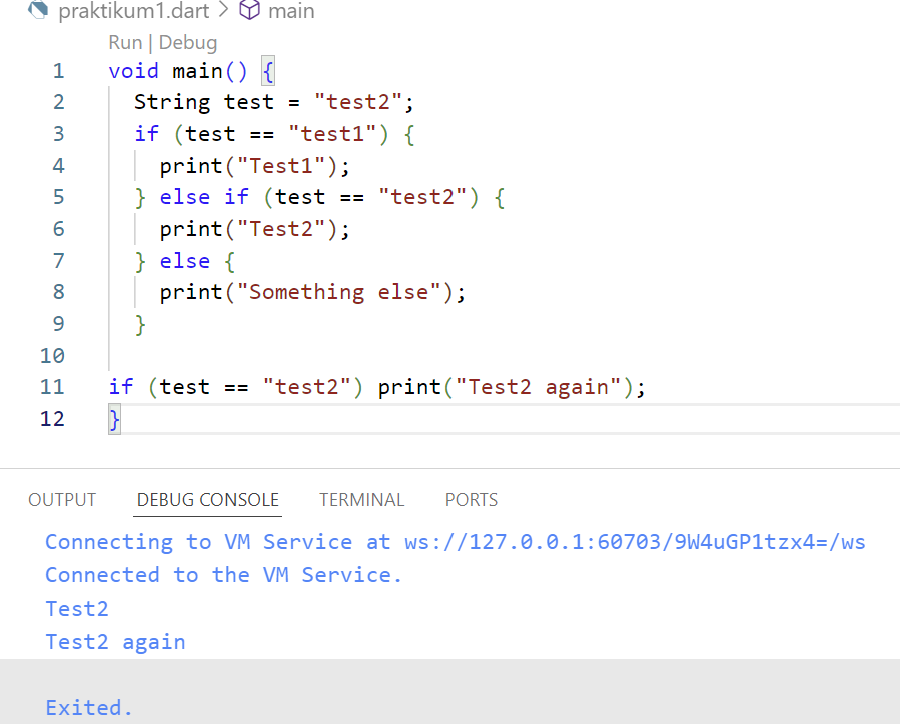 praktikum1.dart > main
Run | Debug
1 void main() {
2   String test = "test2";
3   if (test == "test1") {
4     print("Test1");
5   } else if (test == "test2") {
6     print("Test2");
7   } else {
8     print("Something else");
9   }
10
11 if (test == "test2") print("Test2 again");
12 }
OUTPUT DEBUG CONSOLE TERMINAL PORTS
Connecting to VM Service at ws://127.0.0.1:60703/9W4uGP1tzx4=/ws
Connected to the VM Service.
Test2
Test2 again
Exited.